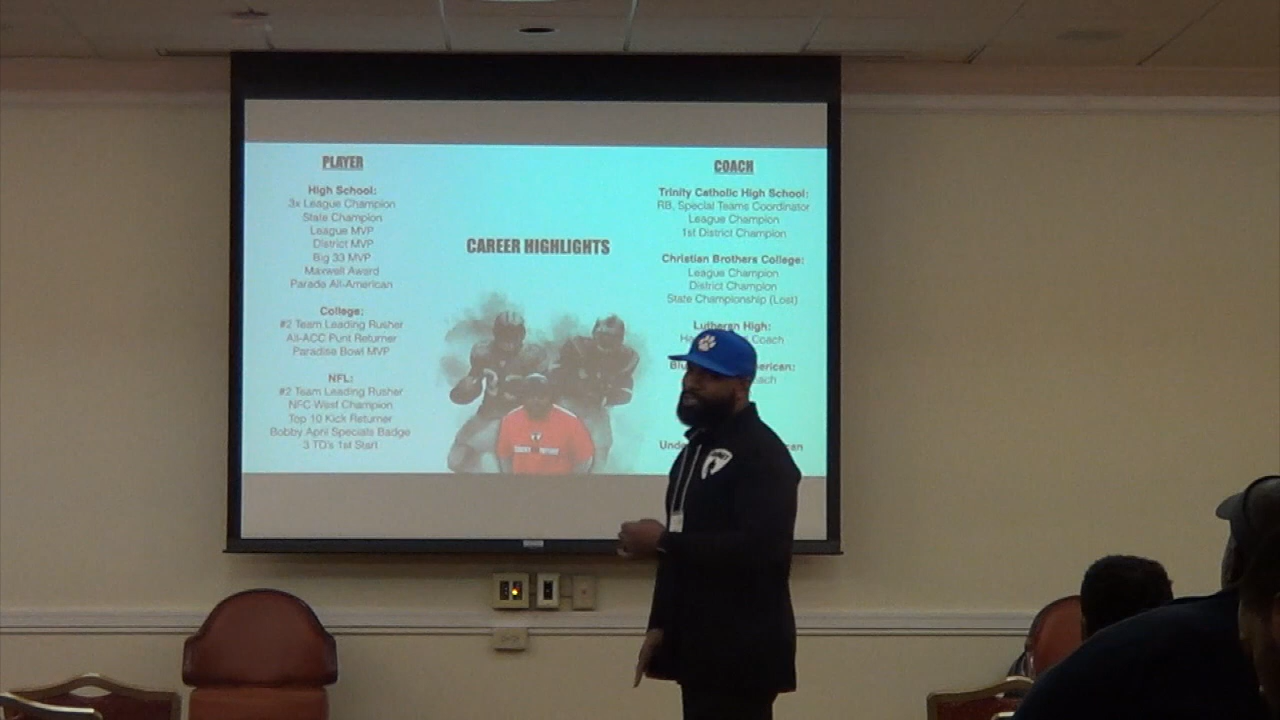 PLAYER
High School:
3x League Champion
State Champion
League MVP
District MVP
Big 33 MVP
Maxwell Award
Parade All-American
College:
#2 Team Leading Rusher
All-ACC Punt Returner
Paradise Bowl MVP
NFL:
#2 Team Leading Rusher
NFC West Champion
Top 10 Kick Returner
Bobby April Specials Badge
3 TD's 1st Start
CAREER HIGHLIGHTS
COACH
Trinity Catholic High School:
RB, Special Teams Coordinator
League Champion
1st District Champion
Christian Brothers College:
League Champion
District Champion
State Championship (Lost)
Lutheran High:
Coach